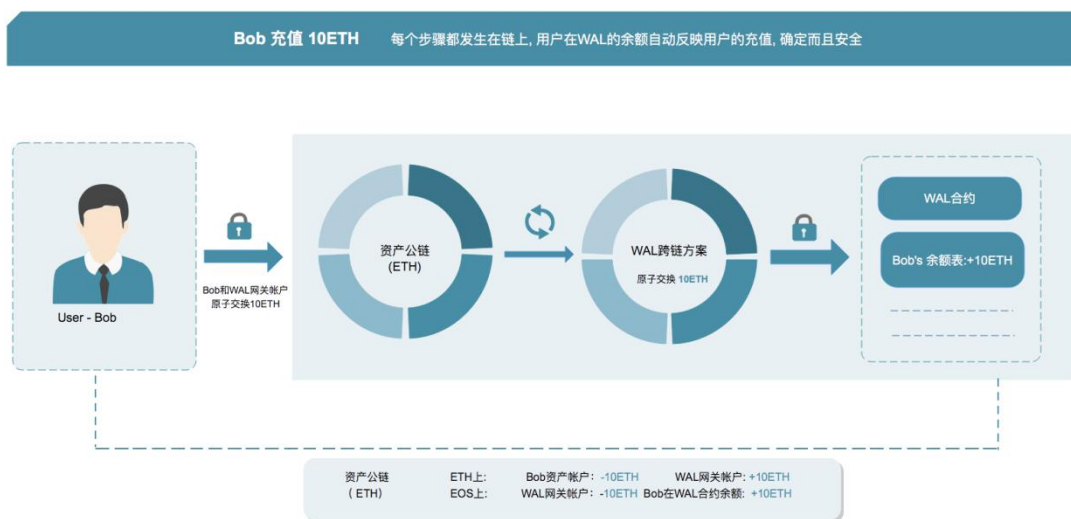 Bob 充值 10ETH 每个步骤都发生在链上, 用户在WAL的余额自动反映用户的充值, 确定而且安全
User - Bob
Bob和WAL网关帐户
原子交换10ETH
资产公链
(ETH)
WAL跨链方案
原子交换 10ETH
WAL合约
Bob's 余额表:+10ETH
资产公链 ETH上: Bob资产帐户: -10ETH WAL网关帐户: +10ETH
( ETH) EOS上: WAL网关帐户: -10ETH Bob在WAL合约余额: +10ETH